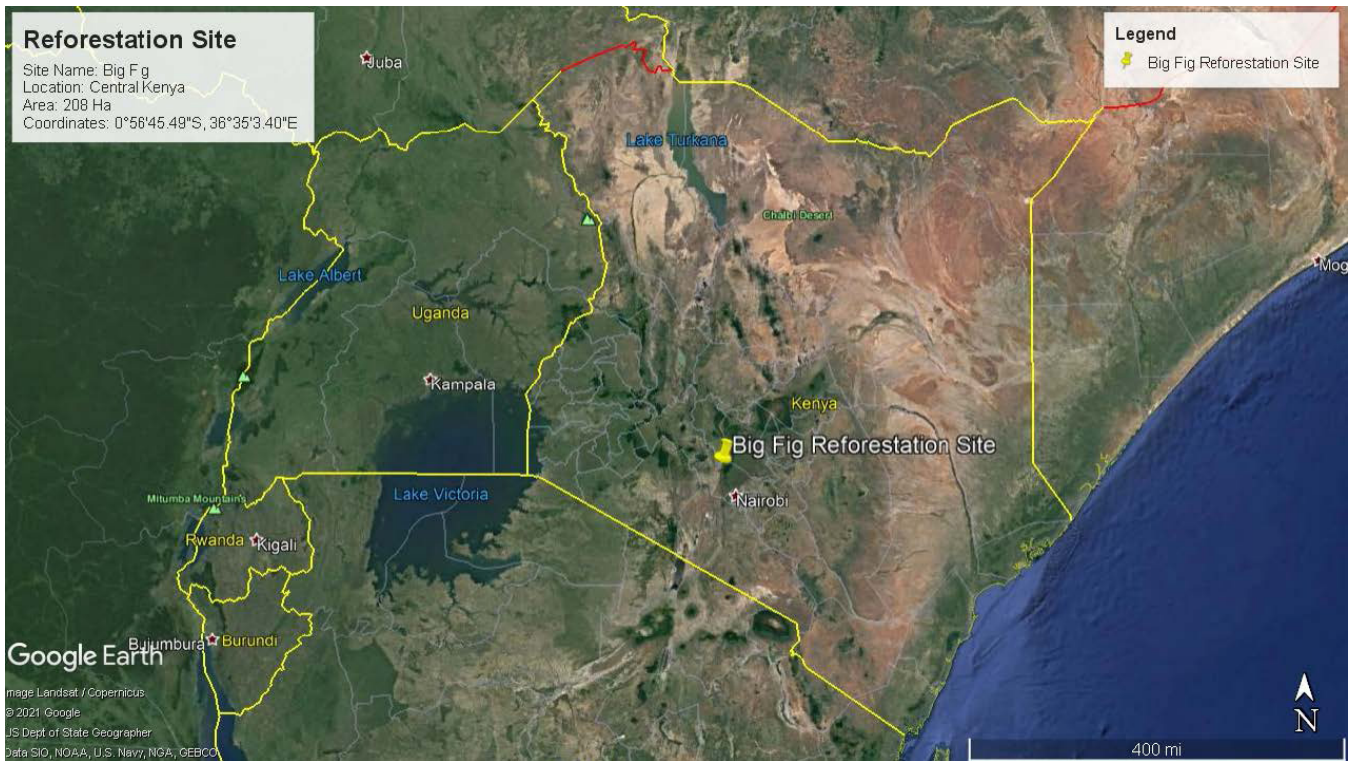 Reforestation Site
Site Name: Big F g
Location: Central Kenya
Area: 208 Ha
Coordinates: 0°56'45.49"S, 36°35'3.40"E
Legend
Big Fig Reforestation Site
Juba
Lake Turkana
Chalbi Desert
Lake Albert
Mog
Uganda
Kampala
Kenya
Big Fig Reforestation Site
Lake Victoria
Nairobi
Mitumba Mountains
Rwanda
Kigali
Bujumbura
Burundi
Google Earth
mage Landsat / Copernicus
© 2021 Google
US Dept of State Geographer
Data SIO, NOAA, U.S. Navy, NGA, GEBCO
N
400 mi